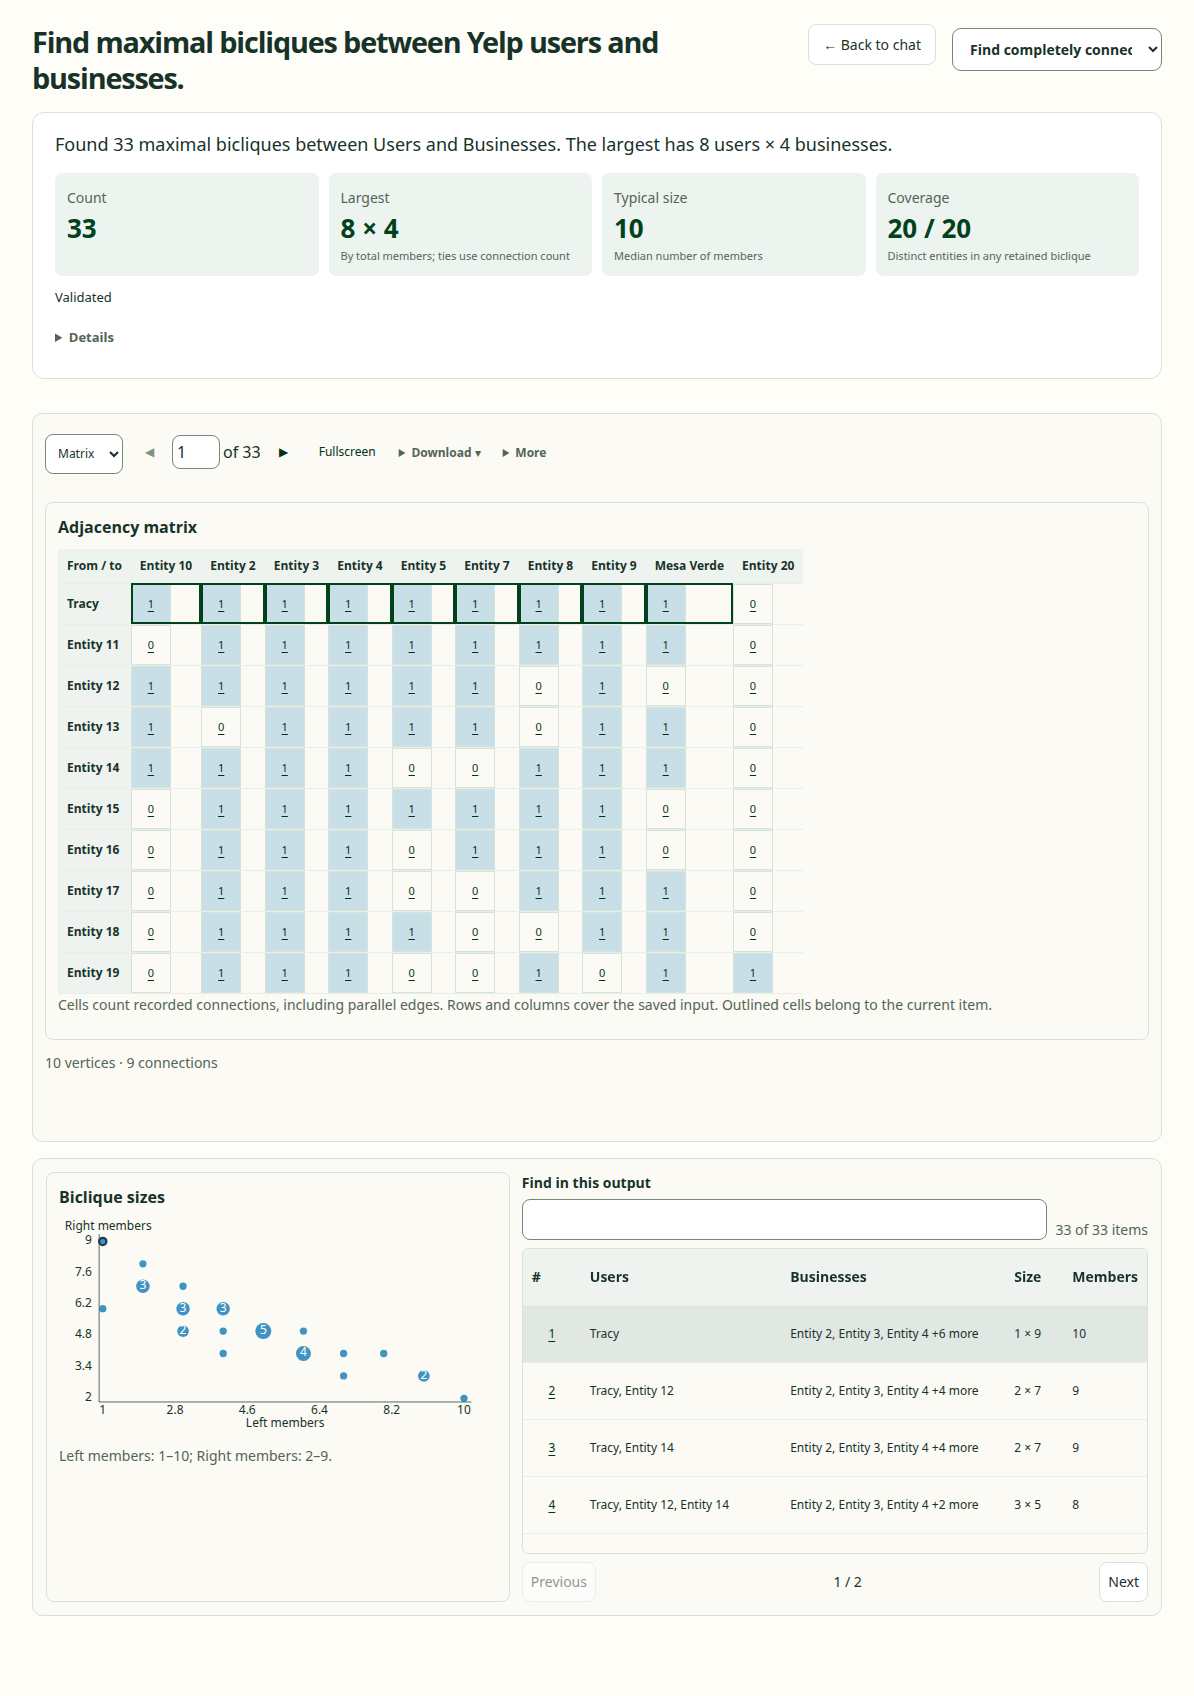 Find maximal bicliques between Yelp users and
businesses.
← Back to chat
Find completely connec
Found 33 maximal bicliques between Users and Businesses. The largest has 8 users × 4 businesses.
Count
33
Largest
8 × 4
By total members; ties use connection count
Typical size
10
Median number of members
Coverage
20 / 20
Distinct entities in any retained biclique
Validated
▶ Details
Matrix
◀ 1 of 33 ▶
Fullscreen
▶ Download ▾
▶ More
Adjacency matrix
From / to Entity 10 Entity 2 Entity 3 Entity 4 Entity 5 Entity 7 Entity 8 Entity 9 Mesa Verde Entity 20
Tracy 1 1 1 1 1 1 1 1 1 0
Entity 11 0 1 1 1 1 1 1 1 1 0
Entity 12 1 1 1 1 1 1 0 1 0 0
Entity 13 1 0 1 1 1 1 0 1 1 0
Entity 14 1 1 1 1 0 0 1 1 1 0
Entity 15 0 1 1 1 1 1 1 1 0 0
Entity 16 0 1 1 1 0 1 1 1 0 0
Entity 17 0 1 1 1 0 0 1 1 1 0
Entity 18 0 1 1 1 1 0 0 1 1 0
Entity 19 0 1 1 1 0 0 1 0 1 1
Cells count recorded connections, including parallel edges. Rows and columns cover the saved input. Outlined cells belong to the current item.
10 vertices · 9 connections
Biclique sizes
Right members
9
7.6
6.2
4.8
3.4
2
3
3 3
2 5
4
2
1 2.8 4.6 6.4 8.2 10
Left members
Left members: 1–10; Right members: 2–9.
Find in this output
33 of 33 items
# Users Businesses Size Members
1 Tracy Entity 2, Entity 3, Entity 4 +6 more 1 × 9 10
2 Tracy, Entity 12 Entity 2, Entity 3, Entity 4 +4 more 2 × 7 9
3 Tracy, Entity 14 Entity 2, Entity 3, Entity 4 +4 more 2 × 7 9
4 Tracy, Entity 12, Entity 14 Entity 2, Entity 3, Entity 4 +2 more 3 × 5 8
Previous
1 / 2
Next